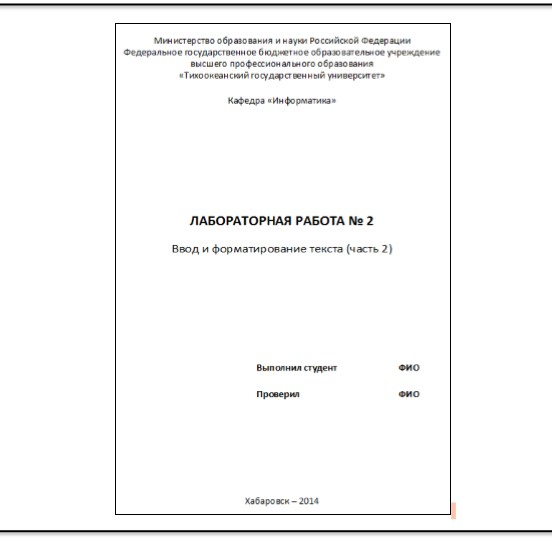 Министерство образования и науки Российской Федерации
Федеральное государственное бюджетное образовательное учреждение
высшего профессионального образования
«Тихоокеанский государственный университет»
Кафедра «Информатика»
ЛАБОРАТОРНАЯ РАБОТА № 2
Ввод и форматирование текста (часть 2)
Выполнил студент ФИО
Проверил ФИО
Хабаровск – 2014